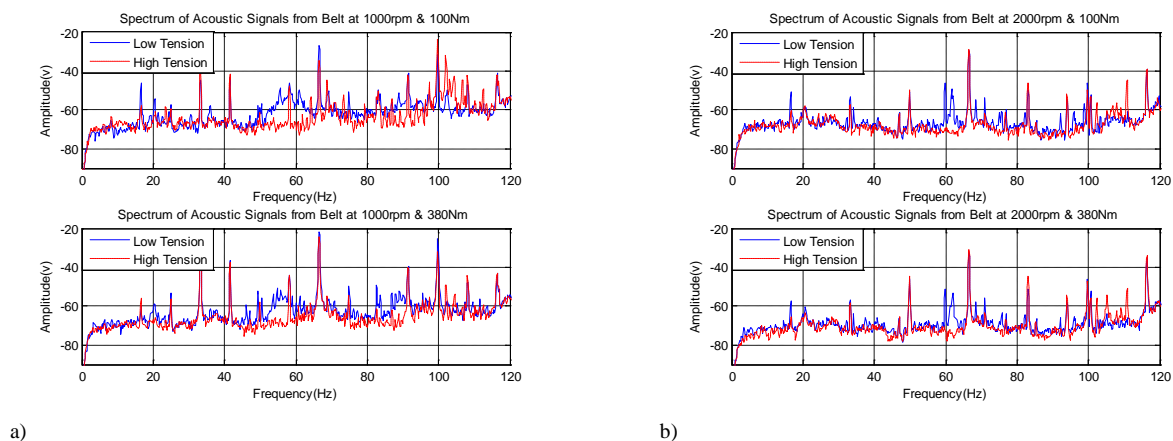 Spectrum of Acoustic Signals from Belt at 1000rpm & 100Nm
-20
-40
-60
-80
Amplitude(v)
Low Tension
High Tension
0 20 40 60 80 100 120
Frequency(Hz)
Spectrum of Acoustic Signals from Belt at 1000rpm & 380Nm
-20
-40
-60
-80
Amplitude(v)
Low Tension
High Tension
0 20 40 60 80 100 120
Frequency(Hz)
a)
Spectrum of Acoustic Signals from Belt at 2000rpm & 100Nm
-20
-40
-60
-80
Amplitude(v)
Low Tension
High Tension
0 20 40 60 80 100 120
Frequency(Hz)
Spectrum of Acoustic Signals from Belt at 2000rpm & 380Nm
-20
-40
-60
-80
Amplitude(v)
Low Tension
High Tension
0 20 40 60 80 100 120
Frequency(Hz)
b)